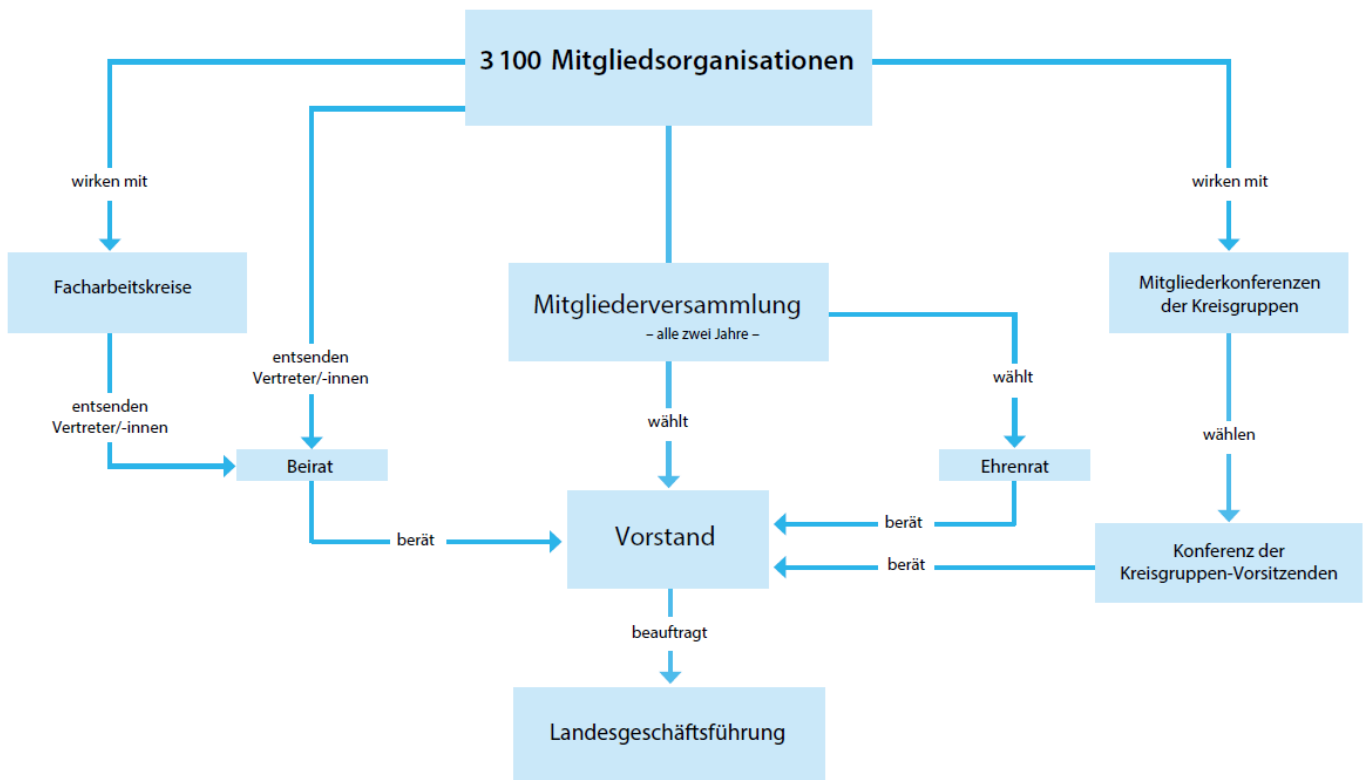 3 100 Mitgliedsorganisationen
wirken mit
wirken mit
Facharbeitskreise
Mitgliederversammlung
– alle zwei Jahre –
Mitgliederkonferenzen
der Kreisgruppen
entsenden
Vertreter/-innen
entsenden
Vertreter/-innen
wählt
wählt
wählen
Beirat
Ehrenrat
berät
Vorstand
berät
berät
Konferenz der
Kreisgruppen-Vorsitzenden
beauftragt
Landesgeschäftsführung